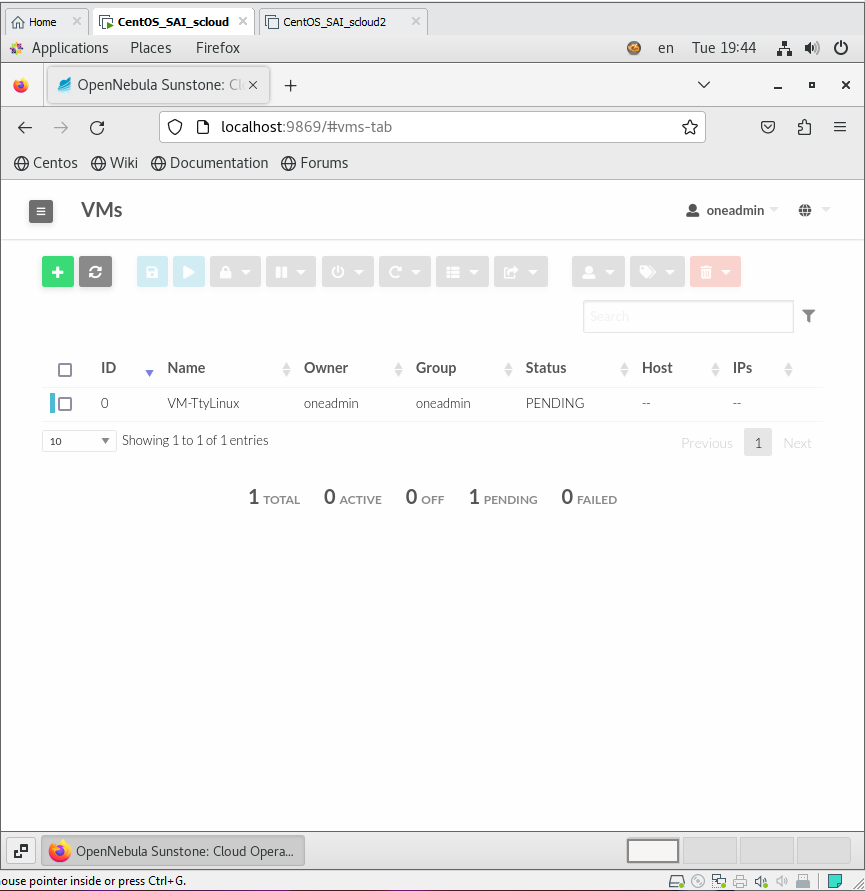 Home CentOS_SAI_scloud CentOS_SAI_scloud2
Applications Places Firefox en Tue 19:44
OpenNebula Sunstone: Cl
localhost:9869/#vms-tab
Centos Wiki Documentation Forums
VMs oneadmin
Search
ID Name Owner Group Status Host IPs
0 VM-TtyLinux oneadmin oneadmin PENDING -- --
10 Showing 1 to 1 of 1 entries Previous 1 Next
1 TOTAL 0 ACTIVE 0 OFF 1 PENDING 0 FAILED
OpenNebula Sunstone: Cloud Opera...
ouse pointer inside or press Ctrl+G.